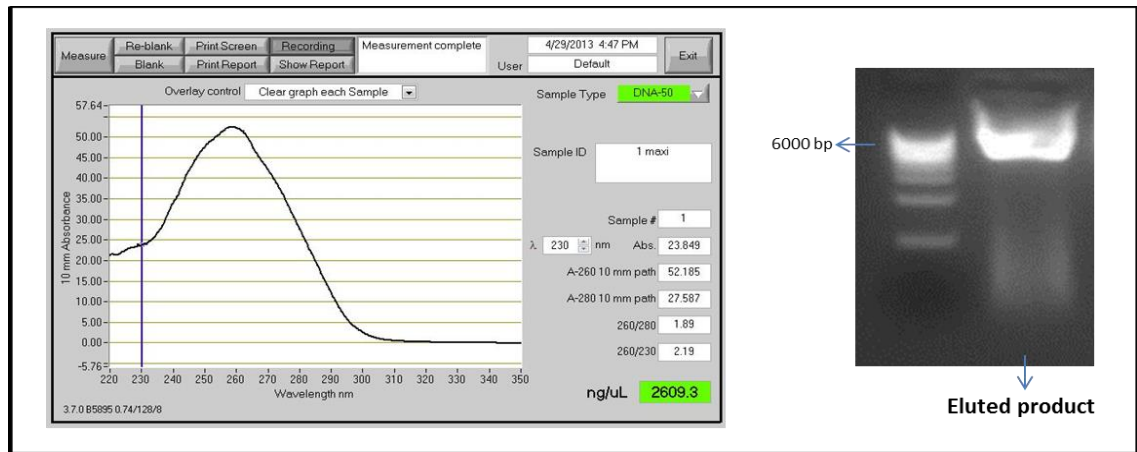 Measure
Re-blank
Print Screen
Recording
Measurement complete
4/29/2013 4:47 PM
Exit
Blank
Print Report
Show Report
User
Default
Overlay control
Clear graph each Sample
Sample Type
DNA-50
57.64
50.00
45.00
40.00
35.00
30.00
25.00
20.00
15.00
10.00
5.00
0.00
-5.76
10 mm Absorbance
220 230 240 250 260 270 280 290 300 310 320 330 340 350
Wavelength nm
3.7.0 B5895 0.74/128/8
Sample ID
1 maxi
Sample # 1
λ 230 nm Abs. 23.849
A-260 10 mm path 52.185
A-280 10 mm path 27.587
260/280 1.89
260/230 2.19
ng/uL 2609.3
6000 bp
Eluted product